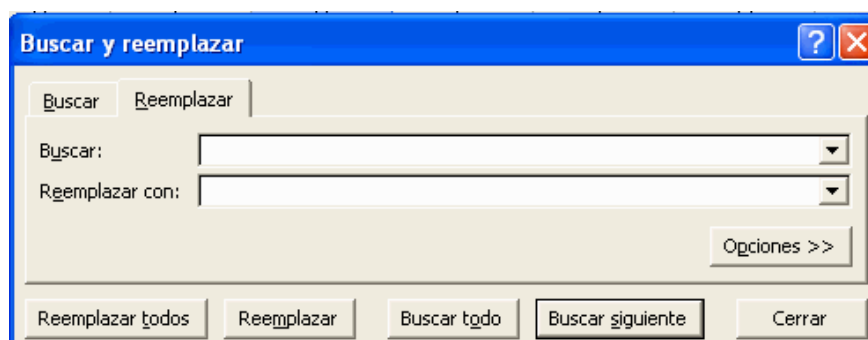 Buscar y reemplazar
Buscar Reemplazar
Buscar:
Reemplazar con:
Opciones >>
Reemplazar todos Reemplazar Buscar todo Buscar siguiente Cerrar